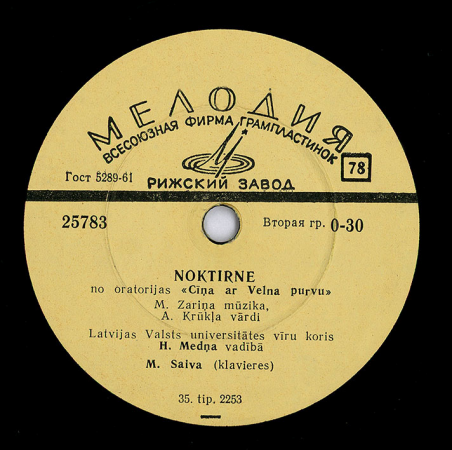 МЕЛОДИЯ
ВСЕСОЮЗНАЯ ФИРМА ГРАМПЛАСТИНОК
Гост 5289-61
РИЖСКИЙ ЗАВОД
78
25783
Вторая гр. 0-30
NOKTIRNE
no oratorijas «Cīņa ar Velna purvu»
M. Zariņa mūzika,
A. Krūkļa vārdi
Latvijas Valsts universitātes vīru koris
H. Medņa vadībā
M. Saiva (klavieres)
35. tip. 2253